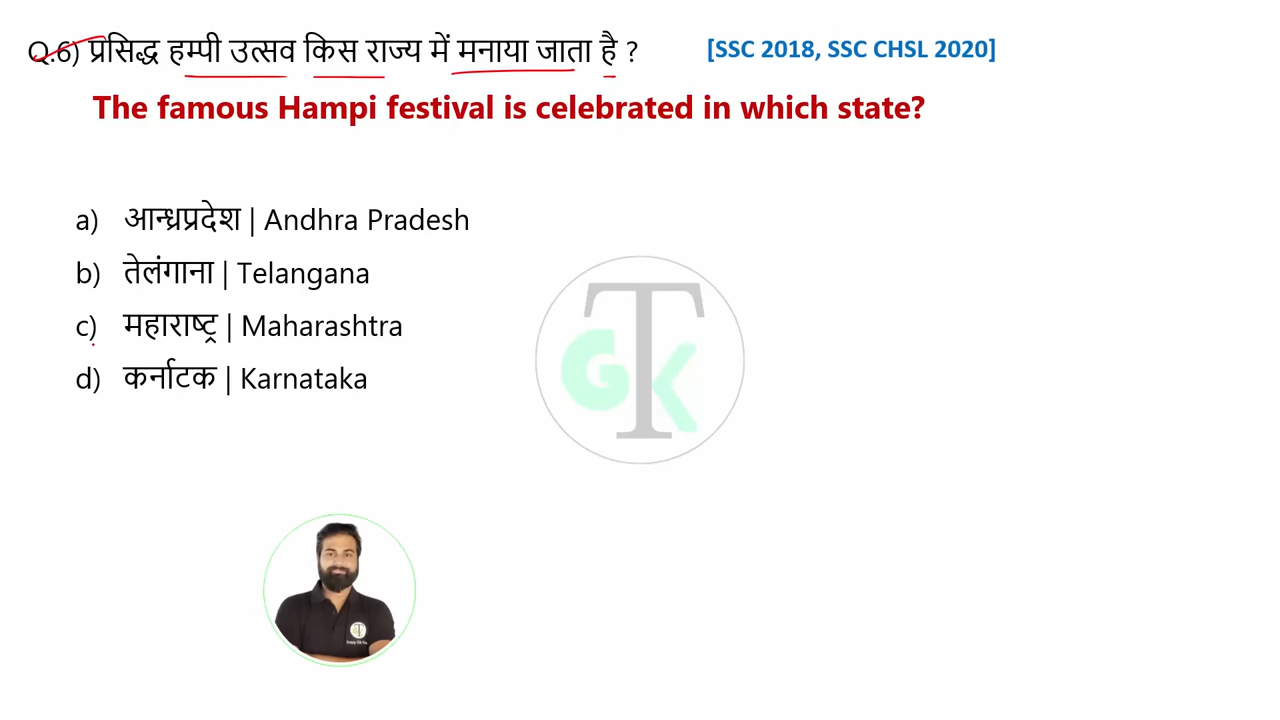 Q.6) प्रसिद्ध हम्पी उत्सव किस राज्य में मनाया जाता है ? [SSC 2018, SSC CHSL 2020]
The famous Hampi festival is celebrated in which state?
a) आन्ध्रप्रदेश | Andhra Pradesh
b) तेलंगाना | Telangana
c) महाराष्ट्र | Maharashtra
d) कर्नाटक | Karnataka
GTK